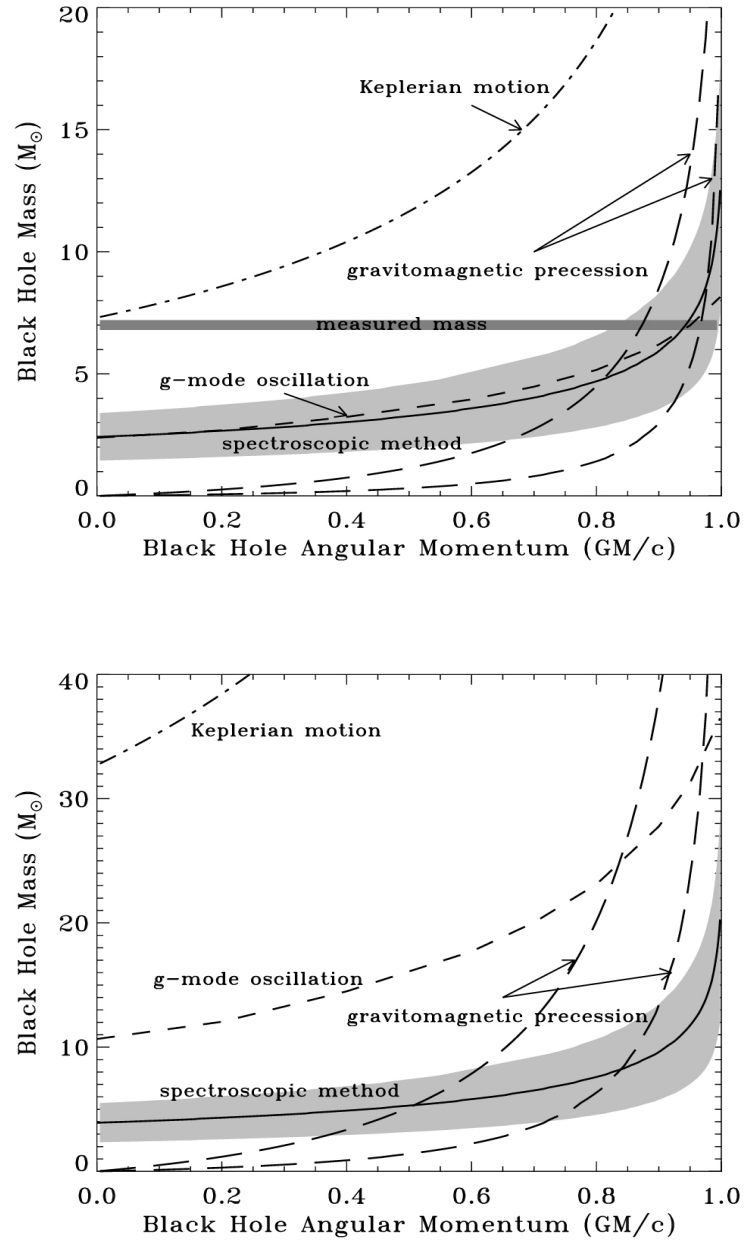 20
Keplerian motion
15
Black Hole Mass (M☉)
10
gravitomagnetic precession
measured mass
g-mode oscillation
5
spectroscopic method
0
0.0 0.2 0.4 0.6 0.8 1.0
Black Hole Angular Momentum (GM/c)
40
Keplerian motion
30
Black Hole Mass (M☉)
20
g-mode oscillation
gravitomagnetic precession
10
spectroscopic method
0
0.0 0.2 0.4 0.6 0.8 1.0
Black Hole Angular Momentum (GM/c)